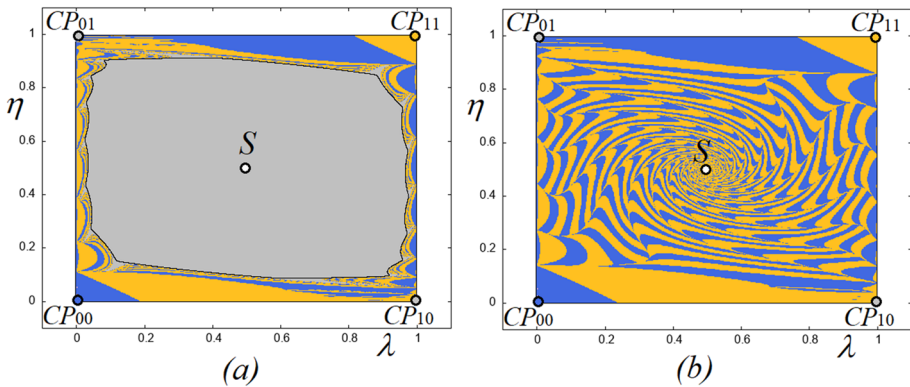 CP01 CP11 CP01 CP11
1 1
η 0.8 η 0.8
0.6 S 0.6 S
0.4 0.4
0.2 0.2
0 0
CP00 CP10 CP00 CP10
0 0.2 0.4 0.6 0.8 λ 1 0 0.2 0.4 0.6 0.8 λ 1
(a) (b)